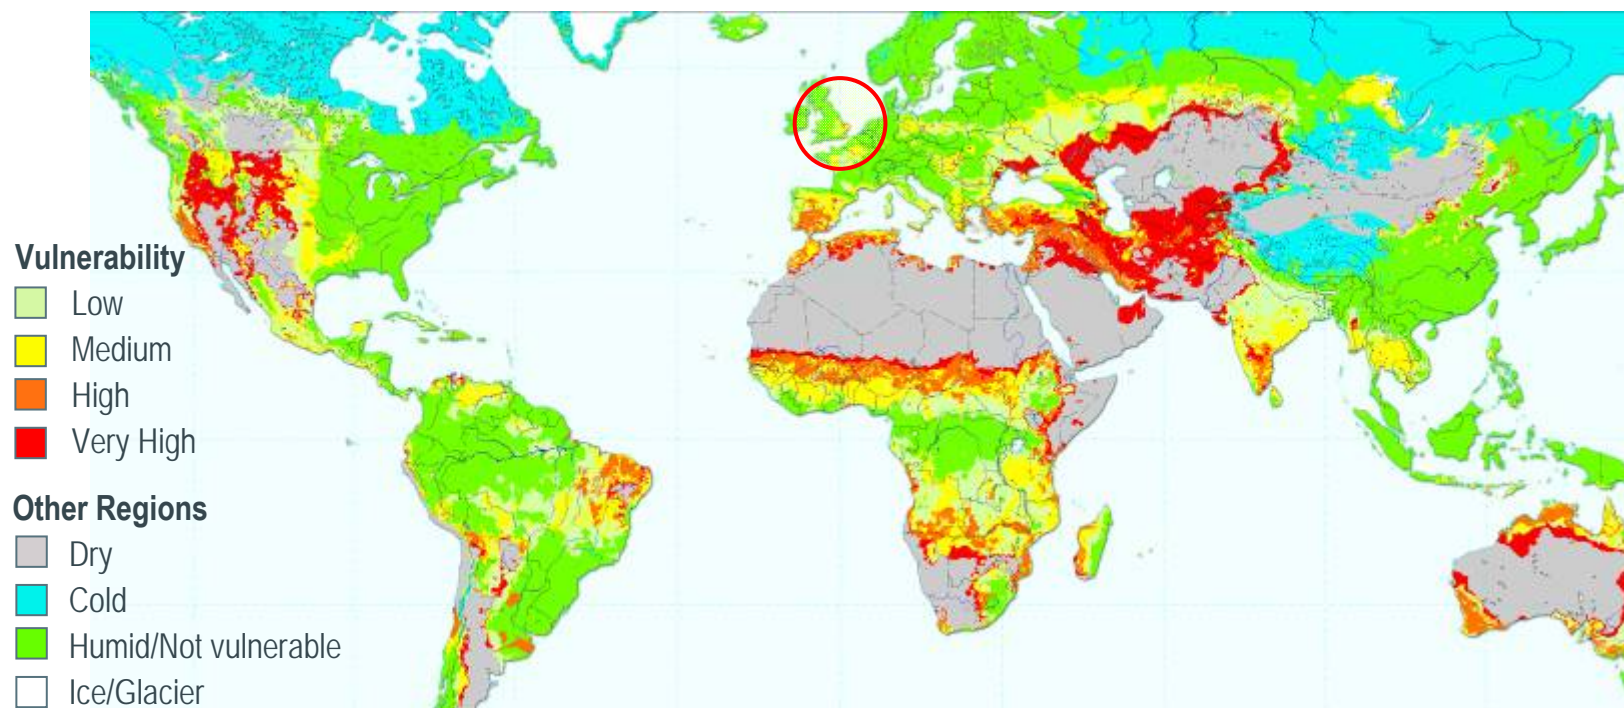 Vulnerability
Low
Medium
High
Very High
Other Regions
Dry
Cold
Humid/Not vulnerable
Ice/Glacier